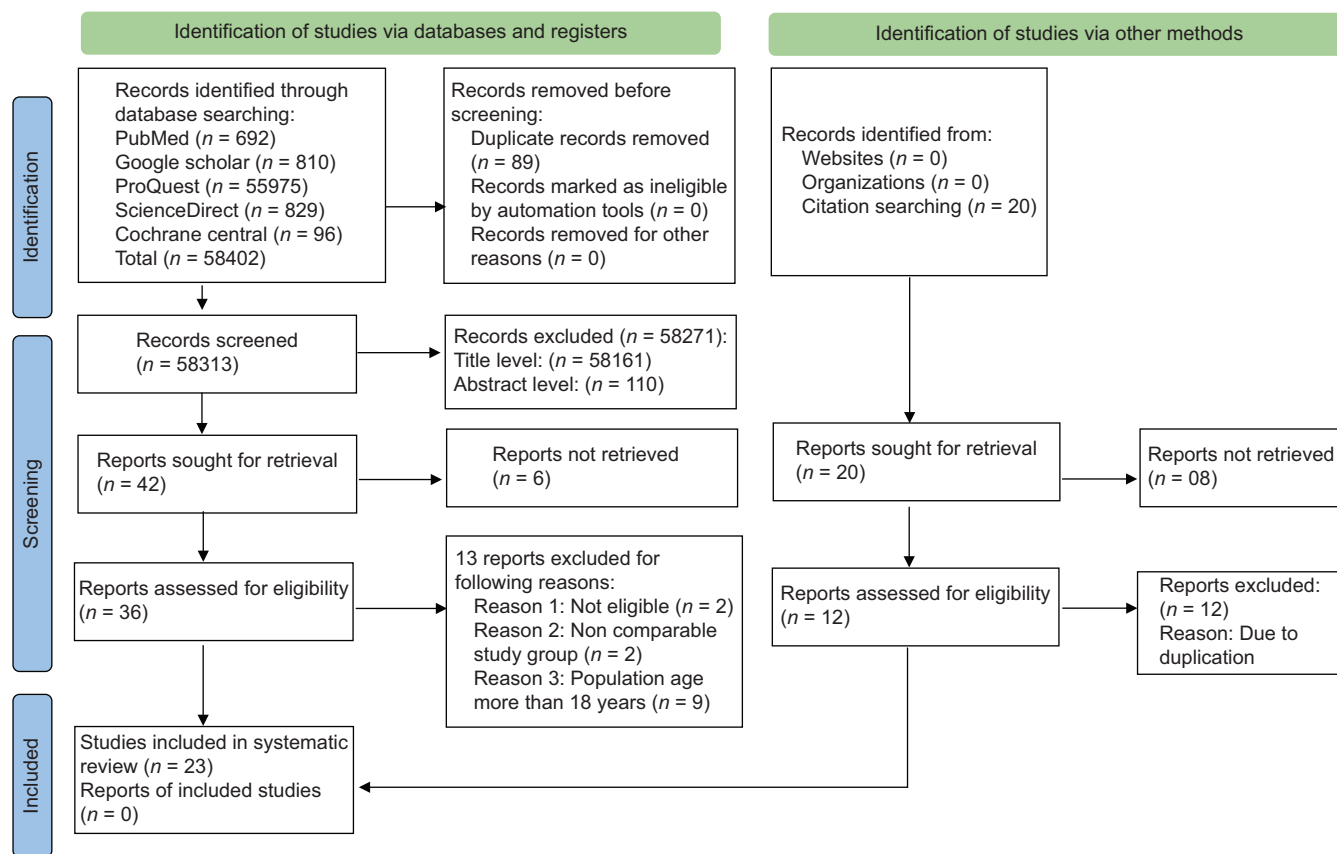 Identification of studies via databases and registers
Identification of studies via other methods
Identification
Records identified through
database searching:
PubMed (n = 692)
Google scholar (n = 810)
ProQuest (n = 55975)
ScienceDirect (n = 829)
Cochrane central (n = 96)
Total (n = 58402)
Records removed before
screening:
Duplicate records removed
(n = 89)
Records marked as ineligible
by automation tools (n = 0)
Records removed for other
reasons (n = 0)
Records identified from:
Websites (n = 0)
Organizations (n = 0)
Citation searching (n = 20)
Screening
Records screened
(n = 58313)
Records excluded (n = 58271):
Title level: (n = 58161)
Abstract level: (n = 110)
Reports sought for retrieval
(n = 42)
Reports not retrieved
(n = 6)
Reports sought for retrieval
(n = 20)
Reports not retrieved
(n = 08)
Reports assessed for eligibility
(n = 36)
13 reports excluded for
following reasons:
Reason 1: Not eligible (n = 2)
Reason 2: Non comparable
study group (n = 2)
Reason 3: Population age
more than 18 years (n = 9)
Reports assessed for eligibility
(n = 12)
Reports excluded:
(n = 12)
Reason: Due to
duplication
Included
Studies included in systematic
review (n = 23)
Reports of included studies
(n = 0)